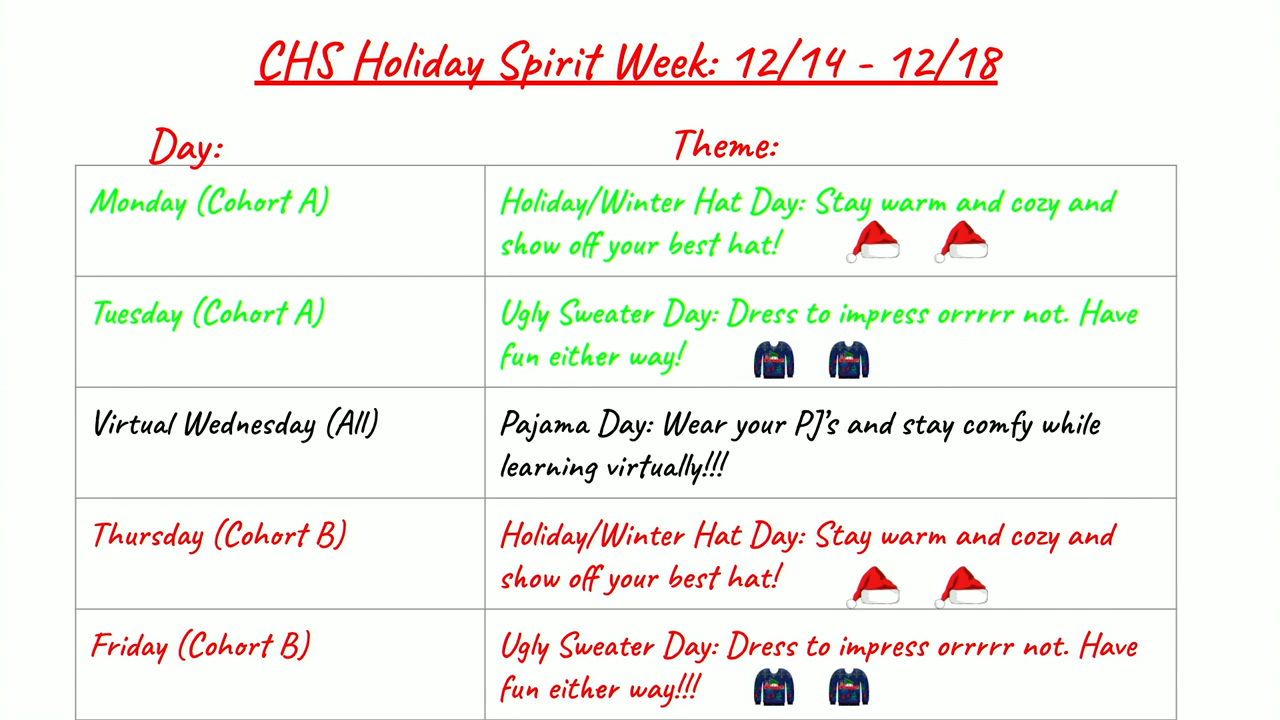 CHS Holiday Spirit Week: 12/14 - 12/18
Day:
Theme:
Monday (Cohort A)
Holiday/Winter Hat Day: Stay warm and cozy and
show off your best hat!
Tuesday (Cohort A)
Ugly Sweater Day: Dress to impress orrrrr not. Have
fun either way!
Virtual Wednesday (All)
Pajama Day: Wear your PJ's and stay comfy while
learning virtually!!!
Thursday (Cohort B)
Holiday/Winter Hat Day: Stay warm and cozy and
show off your best hat!
Friday (Cohort B)
Ugly Sweater Day: Dress to impress orrrrr not. Have
fun either way!!!